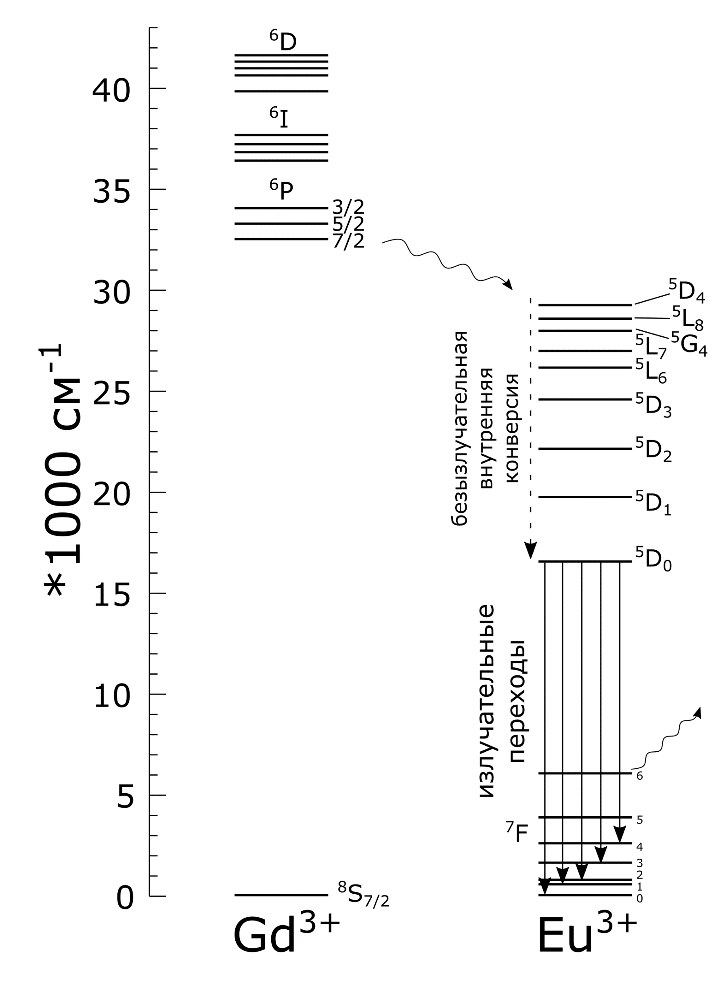 *1000 см⁻¹
40
35
30
25
20
15
10
5
0
⁶D
⁶I
⁶P
3/2
5/2
7/2
⁸S₇/₂
Gd³⁺
безызлучательная
внутренняя
конверсия
излучательные
переходы
⁵D₄
⁵L₈
⁵G₄
⁵L₇
⁵L₆
⁵D₃
⁵D₂
⁵D₁
⁵D₀
⁷F
6
5
4
3
2
1
0
Eu³⁺